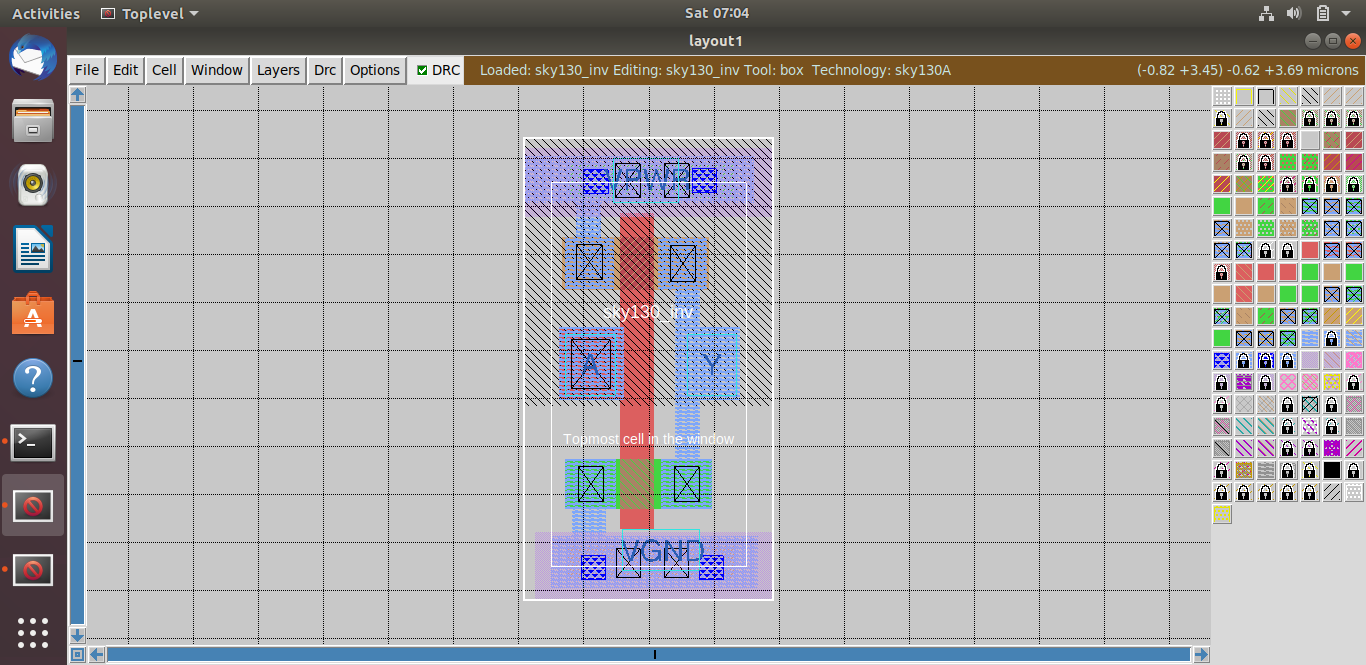 Activities Toplevel Sat 07:04
layout1
File Edit Cell Window Layers Drc Options DRC Loaded: sky130_inv Editing: sky130_inv Tool: box Technology: sky130A (-0.82 +3.45) -0.62 +3.69 microns
VPWR
sky130_inv
A Y
Topmost cell in the window
VGND